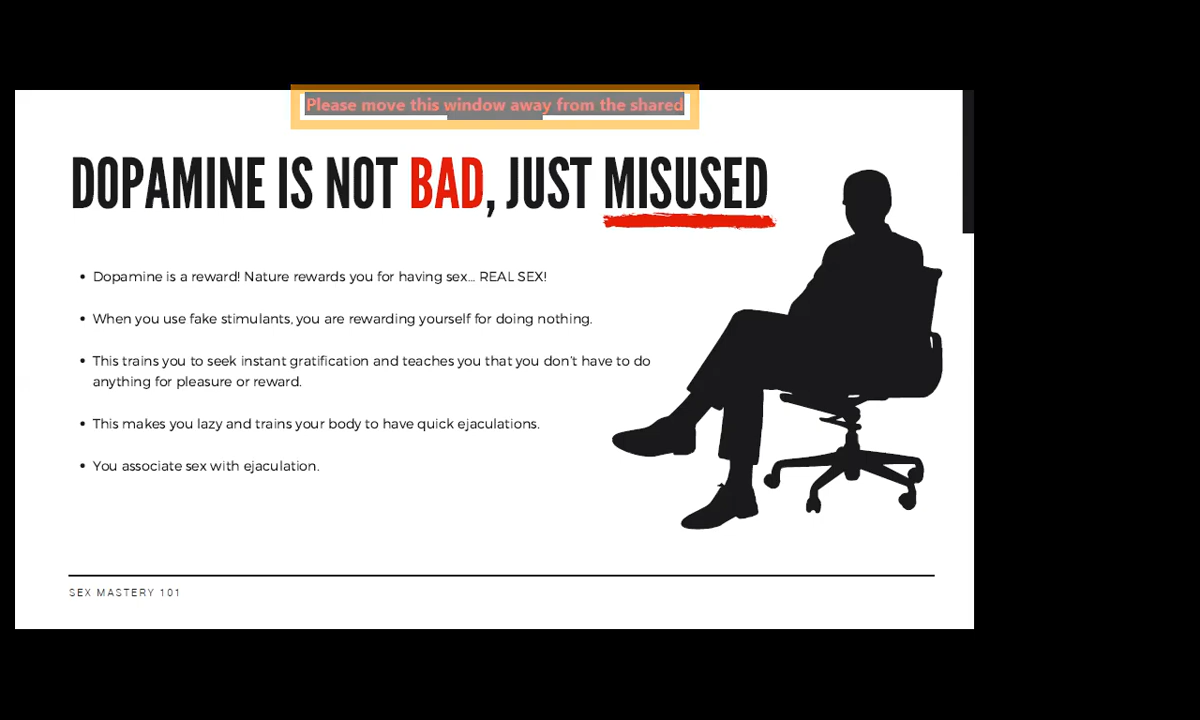 Please move this window away from the shared
DOPAMINE IS NOT BAD, JUST MISUSED
• Dopamine is a reward! Nature rewards you for having sex... REAL SEX!
• When you use fake stimulants, you are rewarding yourself for doing nothing.
• This trains you to seek instant gratification and teaches you that you don't have to do
anything for pleasure or reward.
• This makes you lazy and trains your body to have quick ejaculations.
• You associate sex with ejaculation.
SEX MASTERY 101